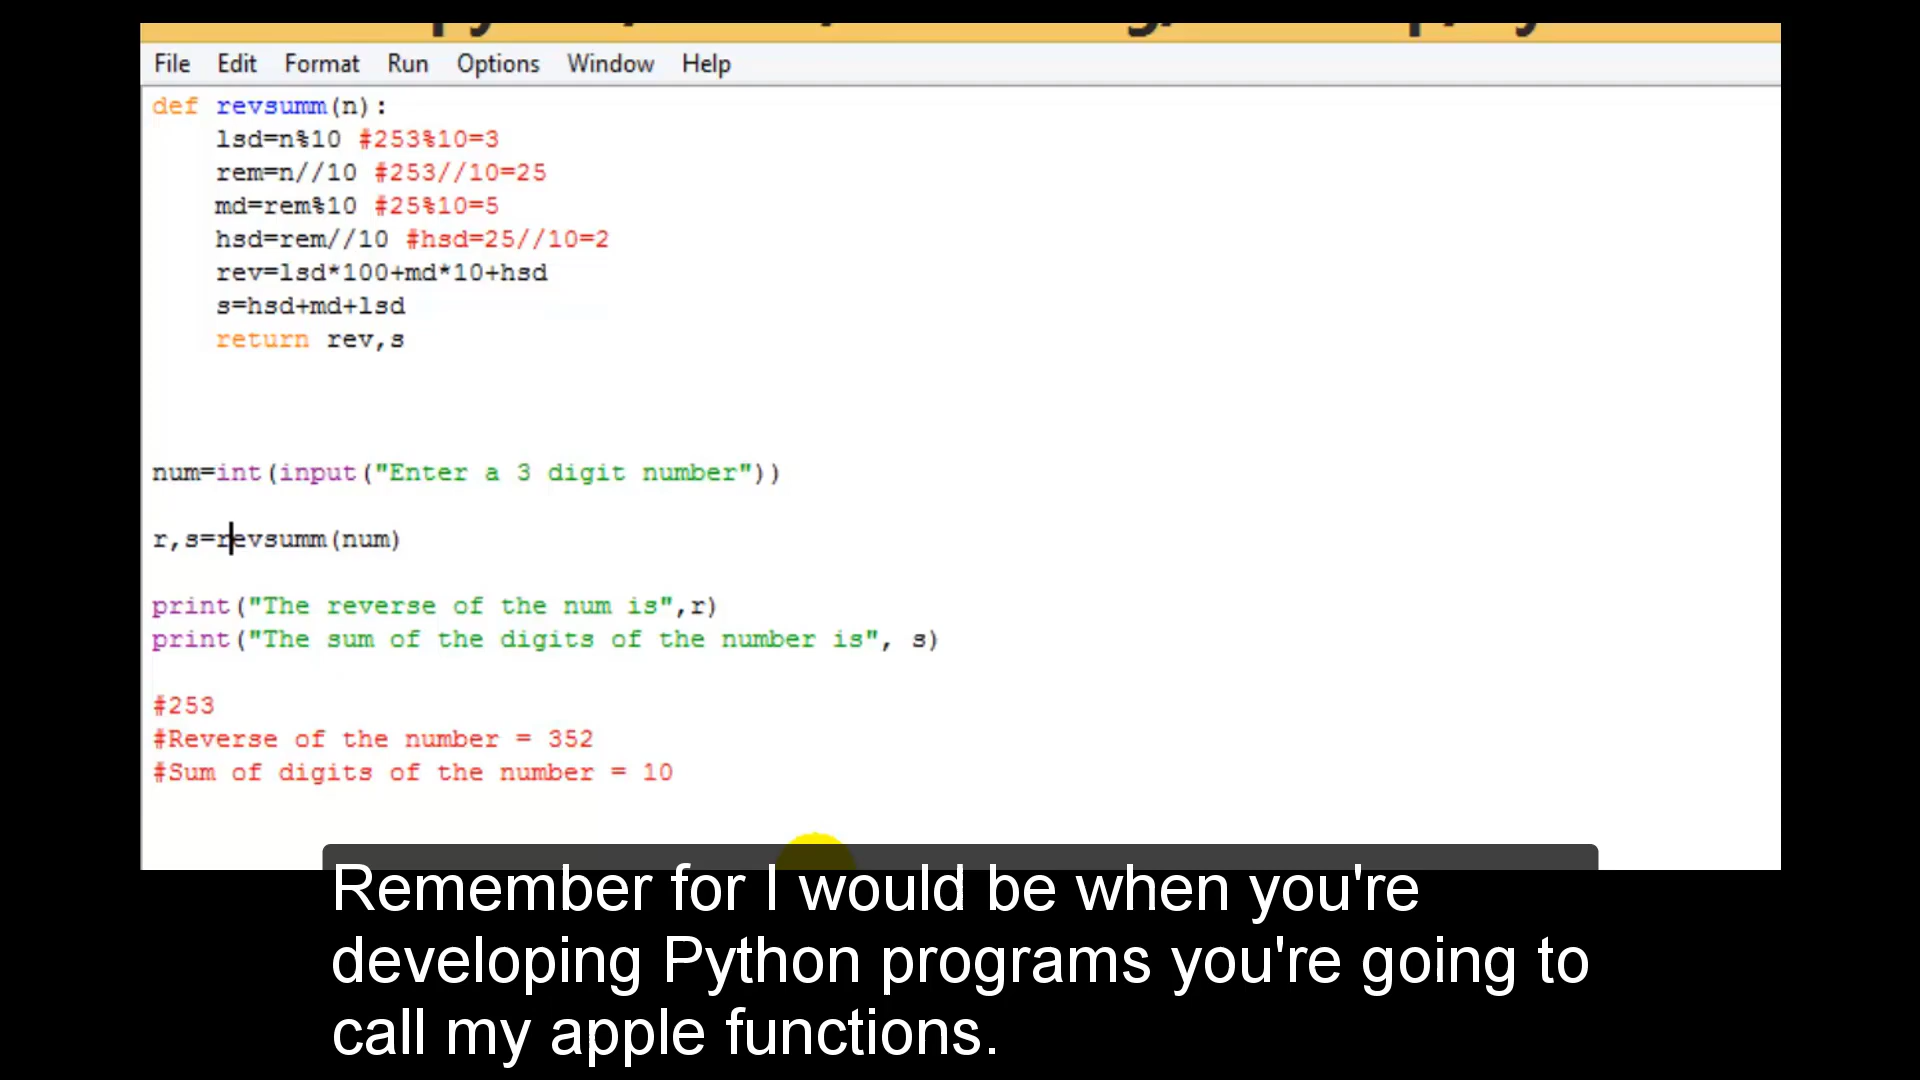 File Edit Format Run Options Window Help
def revsumm(n):
lsd=n%10 #253%10=3
rem=n//10 #253//10=25
md=rem%10 #25%10=5
hsd=rem//10 #hsd=25//10=2
rev=lsd*100+md*10+hsd
s=hsd+md+lsd
return rev,s
num=int(input("Enter a 3 digit number"))
r,s=revsumm(num)
print("The reverse of the num is",r)
print("The sum of the digits of the number is", s)
#253
#Reverse of the number = 352
#Sum of digits of the number = 10
Remember for I would be when you're
developing Python programs you're going to
call my apple functions.